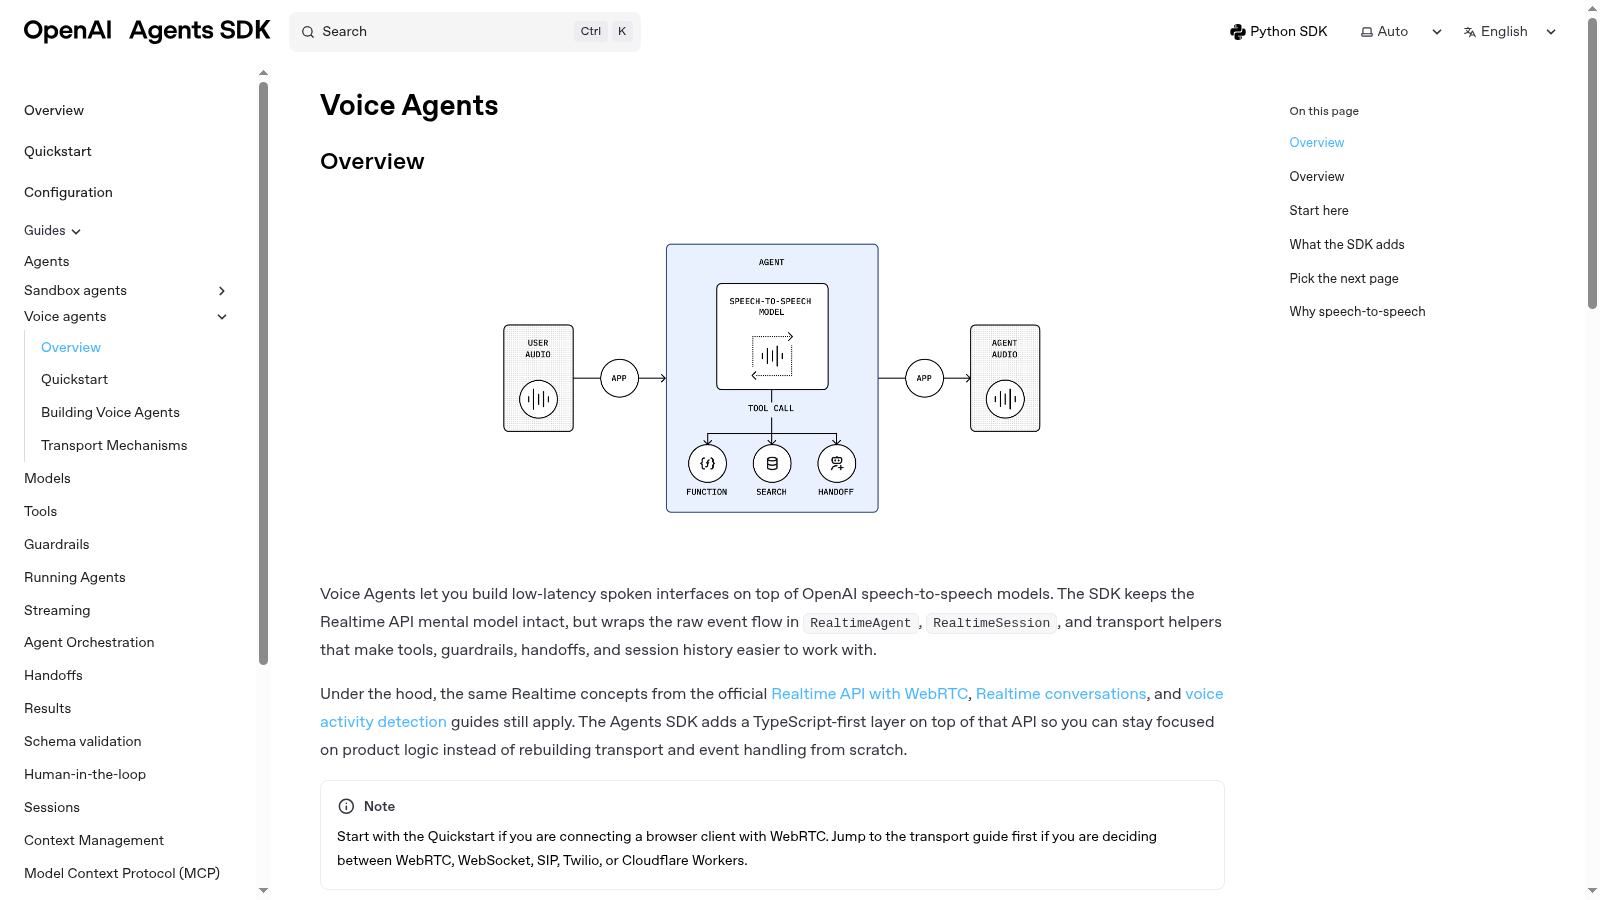 OpenAI Agents SDK
Search
Ctrl K
Python SDK
Auto
English
Overview
Quickstart
Configuration
Guides
Agents
Sandbox agents
Voice agents
Overview
Quickstart
Building Voice Agents
Transport Mechanisms
Models
Tools
Guardrails
Running Agents
Streaming
Agent Orchestration
Handoffs
Results
Schema validation
Human-in-the-loop
Sessions
Context Management
Model Context Protocol (MCP)
Voice Agents
Overview
AGENT
SPEECH-TO-SPEECH
MODEL
USER
AUDIO
APP
TOOL CALL
{ƒ}
FUNCTION
SEARCH
HANDOFF
APP
AGENT
AUDIO
Voice Agents let you build low-latency spoken interfaces on top of OpenAI speech-to-speech models. The SDK keeps the
Realtime API mental model intact, but wraps the raw event flow in RealtimeAgent, RealtimeSession, and transport helpers
that make tools, guardrails, handoffs, and session history easier to work with.
Under the hood, the same Realtime concepts from the official Realtime API with WebRTC, Realtime conversations, and voice
activity detection guides still apply. The Agents SDK adds a TypeScript-first layer on top of that API so you can stay focused
on product logic instead of rebuilding transport and event handling from scratch.
Note
Start with the Quickstart if you are connecting a browser client with WebRTC. Jump to the transport guide first if you are deciding
between WebRTC, WebSocket, SIP, Twilio, or Cloudflare Workers.
On this page
Overview
Overview
Start here
What the SDK adds
Pick the next page
Why speech-to-speech